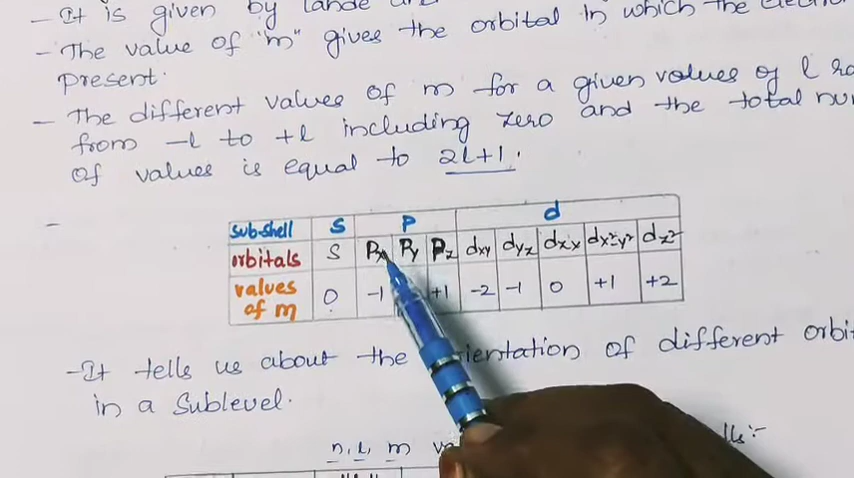 - It is given by Lande
- The value of "m" gives the orbital in which the
present.
- The different values of m for a given values of l
from -l to +l including zero and the total
of values is equal to 2l+1.
-
Sub-shell S P d
orbitals S Px Py Pz dxy dyz dzx dx²-y² dz²
values of m 0 -1 +1 -2 -1 0 +1 +2
-It tells us about the of different
in a Sublevel.
n, l, m